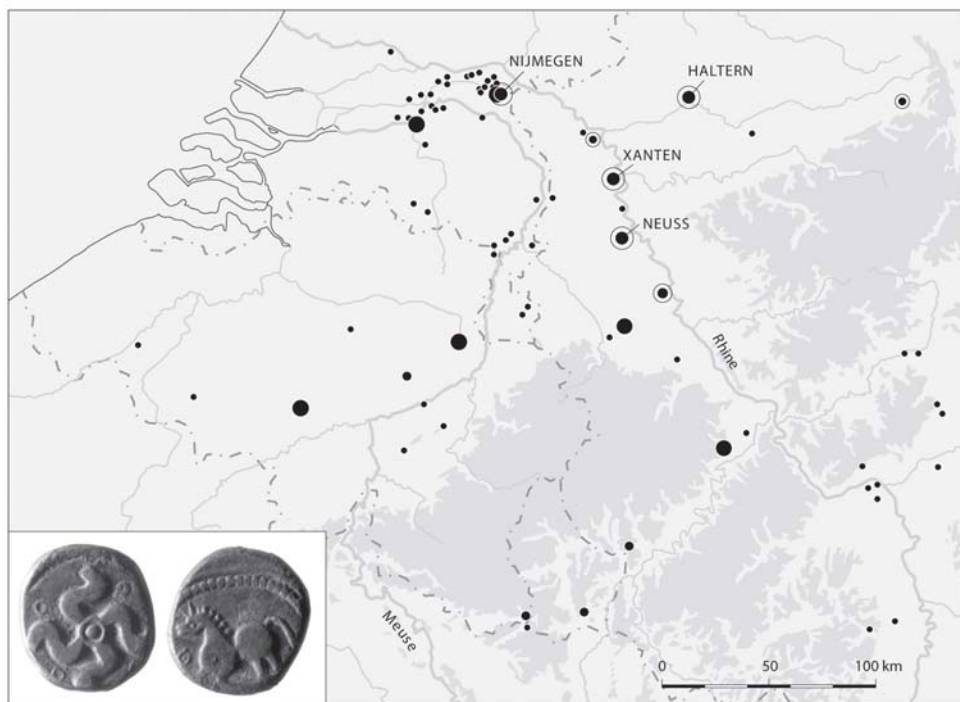 NIJMEGEN
HALTERN
XANTEN
NEUSS
Rhine
Meuse
0 50 100 km